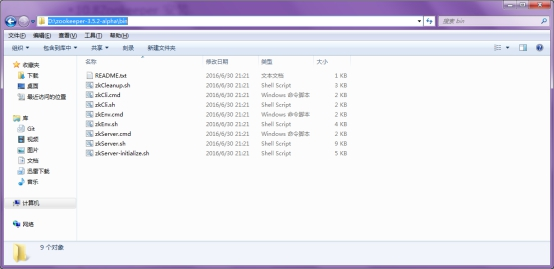 D:\zookeeper-3.5.2-alpha\bin
搜索 bin
文件(F) 编辑(E) 查看(V) 工具(T) 帮助(H)
组织 包含到库中 共享 刻录 新建文件夹
名称 修改日期 类型 大小
README.txt 2016/6/30 21:21 文本文档 1 KB
zkCleanup.sh 2016/6/30 21:21 Shell Script 3 KB
zkCli.cmd 2016/6/30 21:21 Windows 命令脚本 2 KB
zkCli.sh 2016/6/30 21:21 Shell Script 2 KB
zkEnv.cmd 2016/6/30 21:21 Windows 命令脚本 2 KB
zkEnv.sh 2016/6/30 21:21 Shell Script 4 KB
zkServer.cmd 2016/6/30 21:21 Windows 命令脚本 2 KB
zkServer.sh 2016/6/30 21:21 Shell Script 9 KB
zkServer-initialize.sh 2016/6/30 21:21 Shell Script 5 KB
收藏夹
下载
桌面
最近访问的位置
库
Git
视频
图片
文档
迅雷下载
音乐
计算机
网络
9 个对象